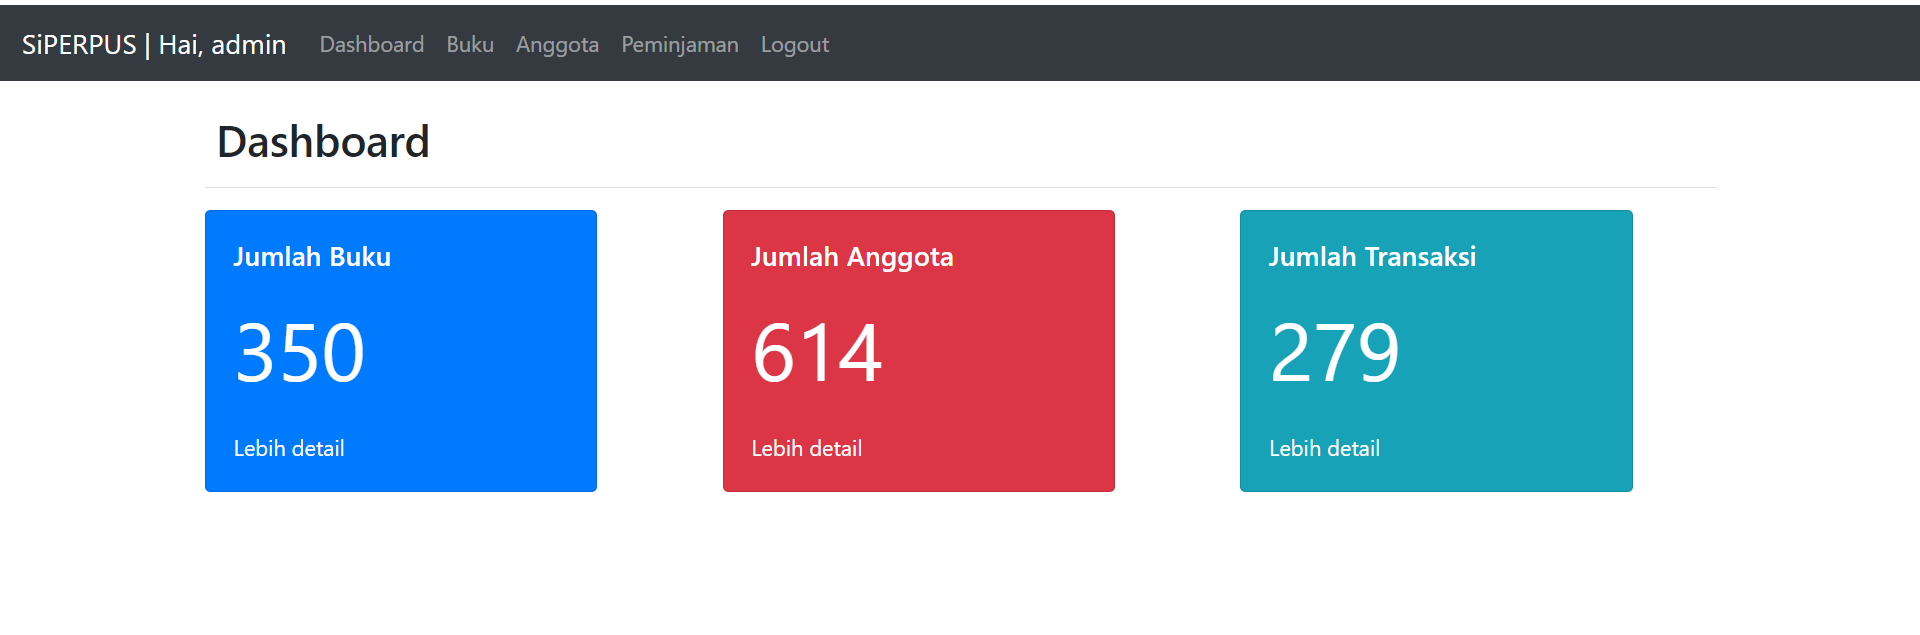 SiPERPUS | Hai, admin Dashboard Buku Anggota Peminjaman Logout
Dashboard
Jumlah Buku
350
Lebih detail
Jumlah Anggota
614
Lebih detail
Jumlah Transaksi
279
Lebih detail